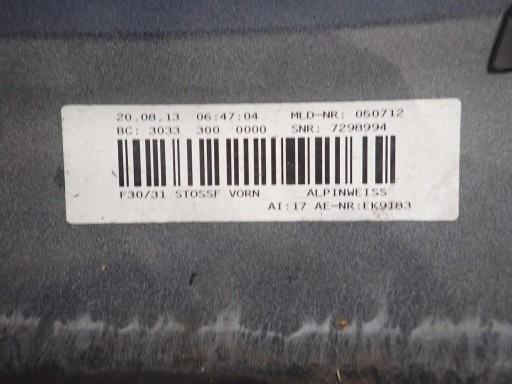 20.08.13 06:47:04 MLD-NR: 050712
BC: 3033 300 0000 SNR: 7298994
F30/31 STOSSF VORN ALPINWEISS
AI:17 AE-NR:EK9183